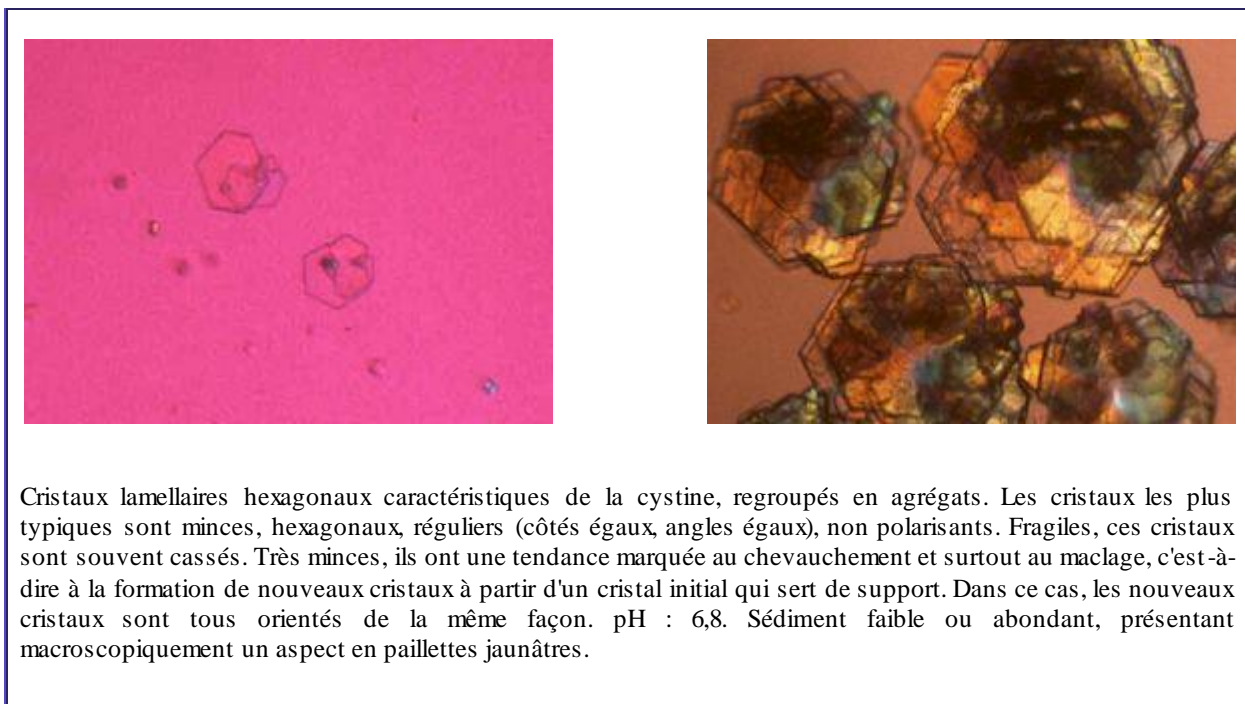 Cristaux lamellaires hexagonaux caractéristiques de la cystine, regroupés en agrégats. Les cristaux les plus
typiques sont minces, hexagonaux, réguliers (côtés égaux, angles égaux), non polarisants. Fragiles, ces cristaux
sont souvent cassés. Très minces, ils ont une tendance marquée au chevauchement et surtout au maclage, c'est-à-
dire à la formation de nouveaux cristaux à partir d'un cristal initial qui sert de support. Dans ce cas, les nouveaux
cristaux sont tous orientés de la même façon. pH : 6,8. Sédiment faible ou abondant, présentant
macroscopiquement un aspect en paillettes jaunâtres.